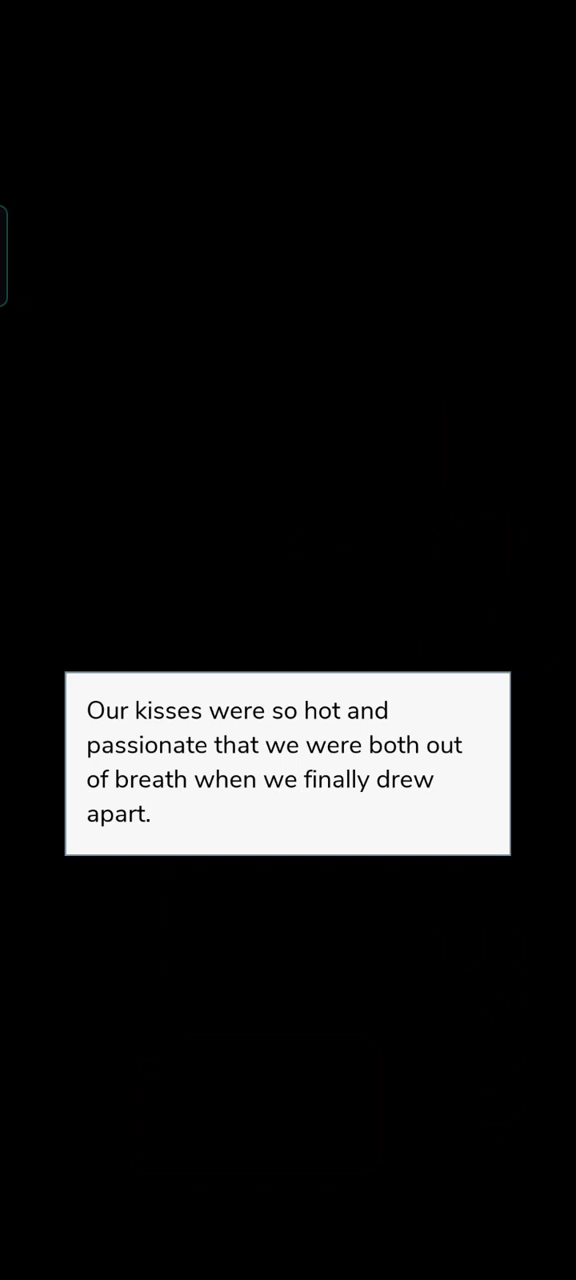 Our kisses were so hot and
passionate that we were both out
of breath when we finally drew
apart.